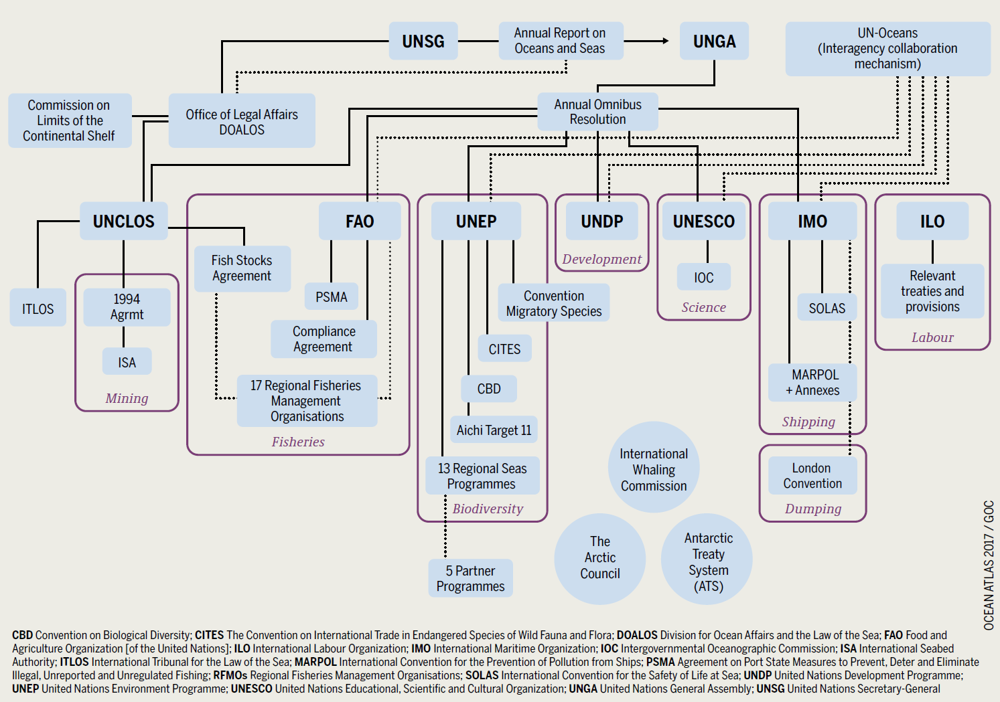 UNSG
Annual Report on
Oceans and Seas
UNGA
UN-Oceans
(Interagency collaboration
mechanism)
Commission on
Limits of the
Continental Shelf
Office of Legal Affairs
DOALOS
Annual Omnibus
Resolution
UNCLOS
FAO
UNEP
UNDP
UNESCO
IMO
ILO
Fish Stocks
Agreement
Development
IOC
Relevant
treaties and
provisions
ITLOS
1994
Agrmt
PSMA
Convention
Migratory Species
Science
SOLAS
Labour
Compliance
Agreement
CITES
ISA
Mining
17 Regional Fisheries
Management
Organisations
Fisheries
CBD
Aichi Target 11
MARPOL
+ Annexes
Shipping
13 Regional Seas
Programmes
Biodiversity
International
Whaling
Commission
London
Convention
Dumping
The
Arctic
Council
Antarctic
Treaty
System
(ATS)
5 Partner
Programmes
OCEAN ATLAS 2017 / GOC
CBD Convention on Biological Diversity; CITES The Convention on International Trade in Endangered Species of Wild Fauna and Flora; DOALOS Division for Ocean Affairs and the Law of the Sea; FAO Food and
Agriculture Organization [of the United Nations]; ILO International Labour Organization; IMO International Maritime Organization; IOC Intergovernmental Oceanographic Commission; ISA International Seabed
Authority; ITLOS International Tribunal for the Law of the Sea; MARPOL International Convention for the Prevention of Pollution from Ships; PSMA Agreement on Port State Measures to Prevent, Deter and Eliminate
Illegal, Unreported and Unregulated Fishing; RFMOs Regional Fisheries Management Organisations; SOLAS International Convention for the Safety of Life at Sea; UNDP United Nations Development Programme;
UNEP United Nations Environment Programme; UNESCO United Nations Educational, Scientific and Cultural Organization; UNGA United Nations General Assembly; UNSG United Nations Secretary-General